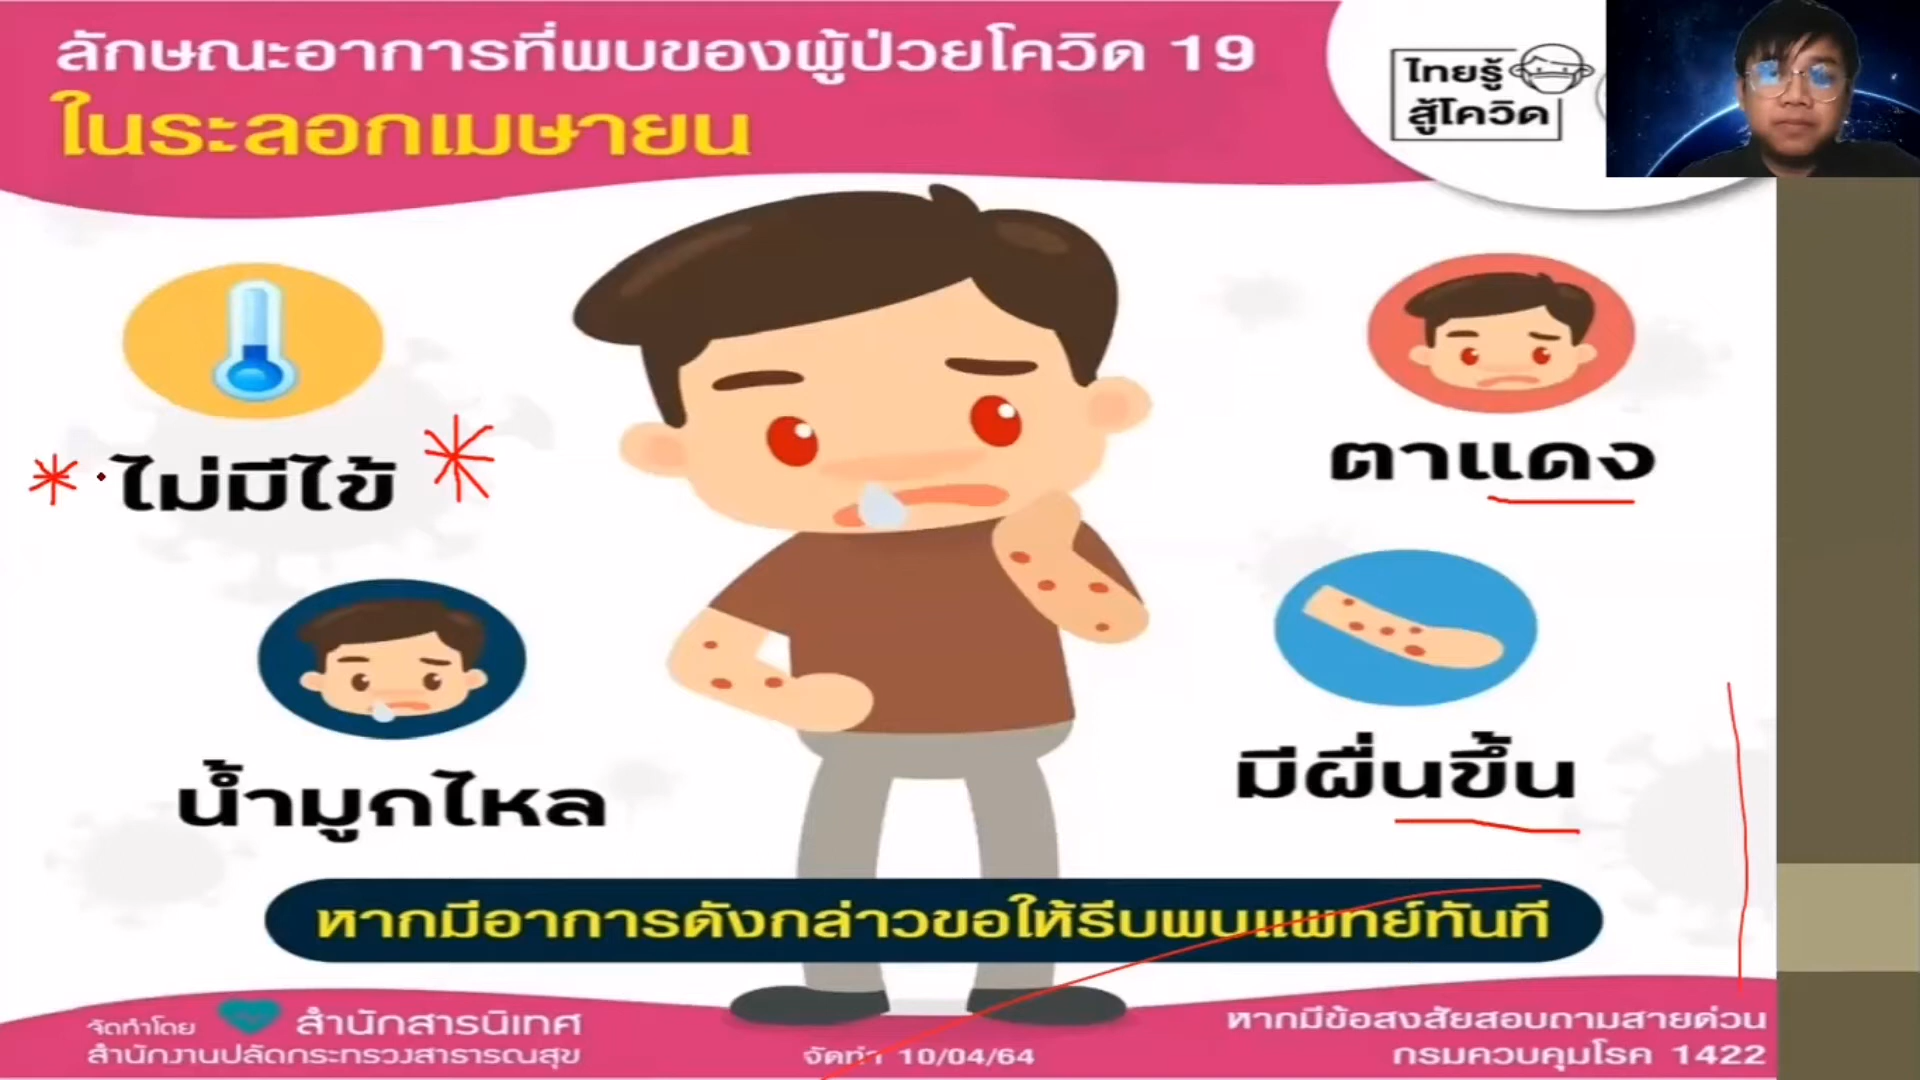 ลักษณะอาการที่พบของผู้ป่วยโควิด 19
ในระลอกเมษายน
ไทยรู้
สู้โควิด
ไม่มีไข้
ตาแดง
น้ำมูกไหล
มีผื่นขึ้น
หากมีอาการดังกล่าวขอให้รีบพบแพทย์ทันที
จัดทำโดย สำนักสารนิเทศ
สำนักงานปลัดกระทรวงสาธารณสุข
จัดทำ 10/04/64
หากมีข้อสงสัยสอบถามสายด่วน
กรมควบคุมโรค 1422